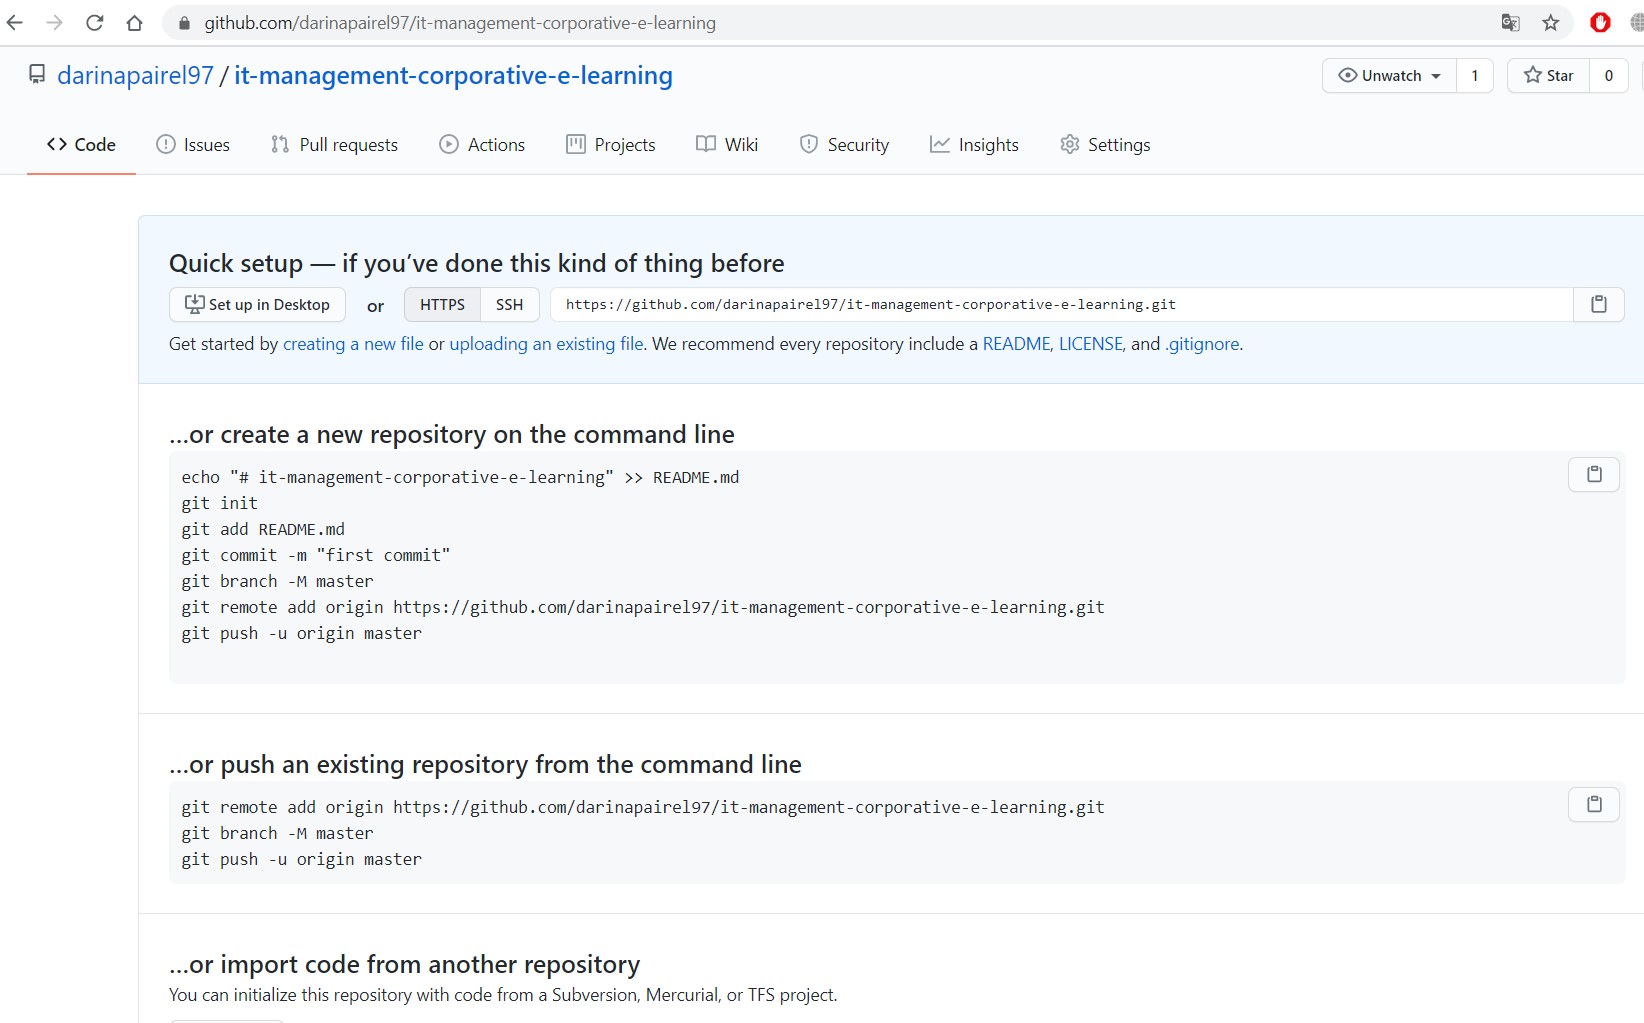 github.com/darinapairel97/it-management-corporative-e-learning
darinapairel97 / it-management-corporative-e-learning
Unwatch 1 Star 0
Code Issues Pull requests Actions Projects Wiki Security Insights Settings
Quick setup — if you’ve done this kind of thing before
Set up in Desktop or HTTPS SSH https://github.com/darinapairel97/it-management-corporative-e-learning.git
Get started by creating a new file or uploading an existing file. We recommend every repository include a README, LICENSE, and .gitignore.
…or create a new repository on the command line
echo "# it-management-corporative-e-learning" >> README.md
git init
git add README.md
git commit -m "first commit"
git branch -M master
git remote add origin https://github.com/darinapairel97/it-management-corporative-e-learning.git
git push -u origin master
…or push an existing repository from the command line
git remote add origin https://github.com/darinapairel97/it-management-corporative-e-learning.git
git branch -M master
git push -u origin master
…or import code from another repository
You can initialize this repository with code from a Subversion, Mercurial, or TFS project.